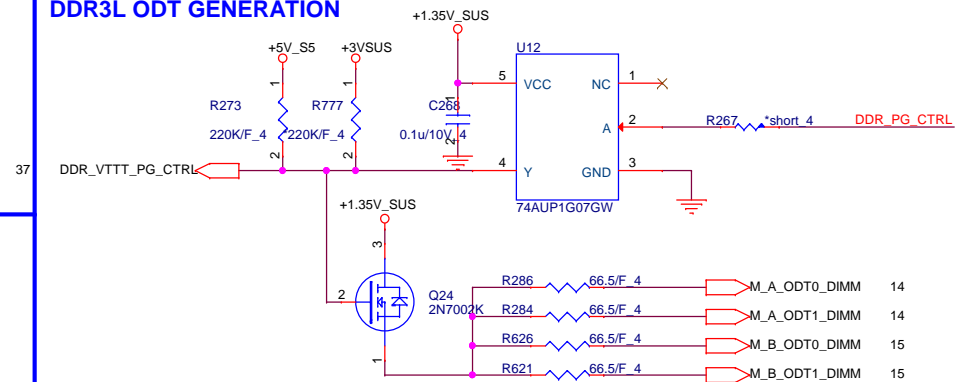 DDR3L ODT GENERATION
+1.35V_SUS
+5V_S5
+3VSUS
U12
1
1
1
5
VCC
NC
1
R273
R777
C268
220K/F_4
220K/F_4
0.1u/10V_4
A
2
R267
*short_4
DDR_PG_CTRL
2
2
2
37
DDR_VTTT_PG_CTRL
4
Y
GND
3
74AUP1G07GW
+1.35V_SUS
3
2
Q24
2N7002K
1
R286
66.5/F_4
M_A_ODT0_DIMM
14
R284
66.5/F_4
M_A_ODT1_DIMM
14
R626
66.5/F_4
M_B_ODT0_DIMM
15
R621
66.5/F_4
M_B_ODT1_DIMM
15